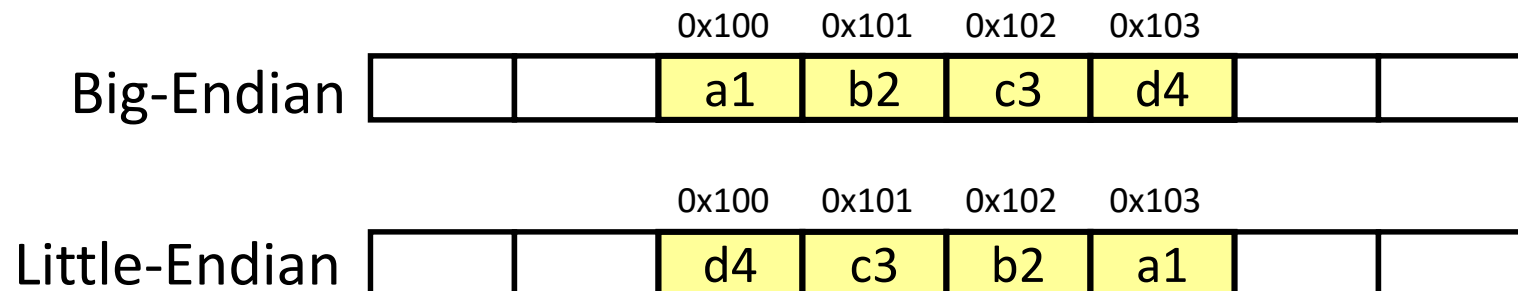 0x100 0x101 0x102 0x103
Big-Endian a1 b2 c3 d4
0x100 0x101 0x102 0x103
Little-Endian d4 c3 b2 a1